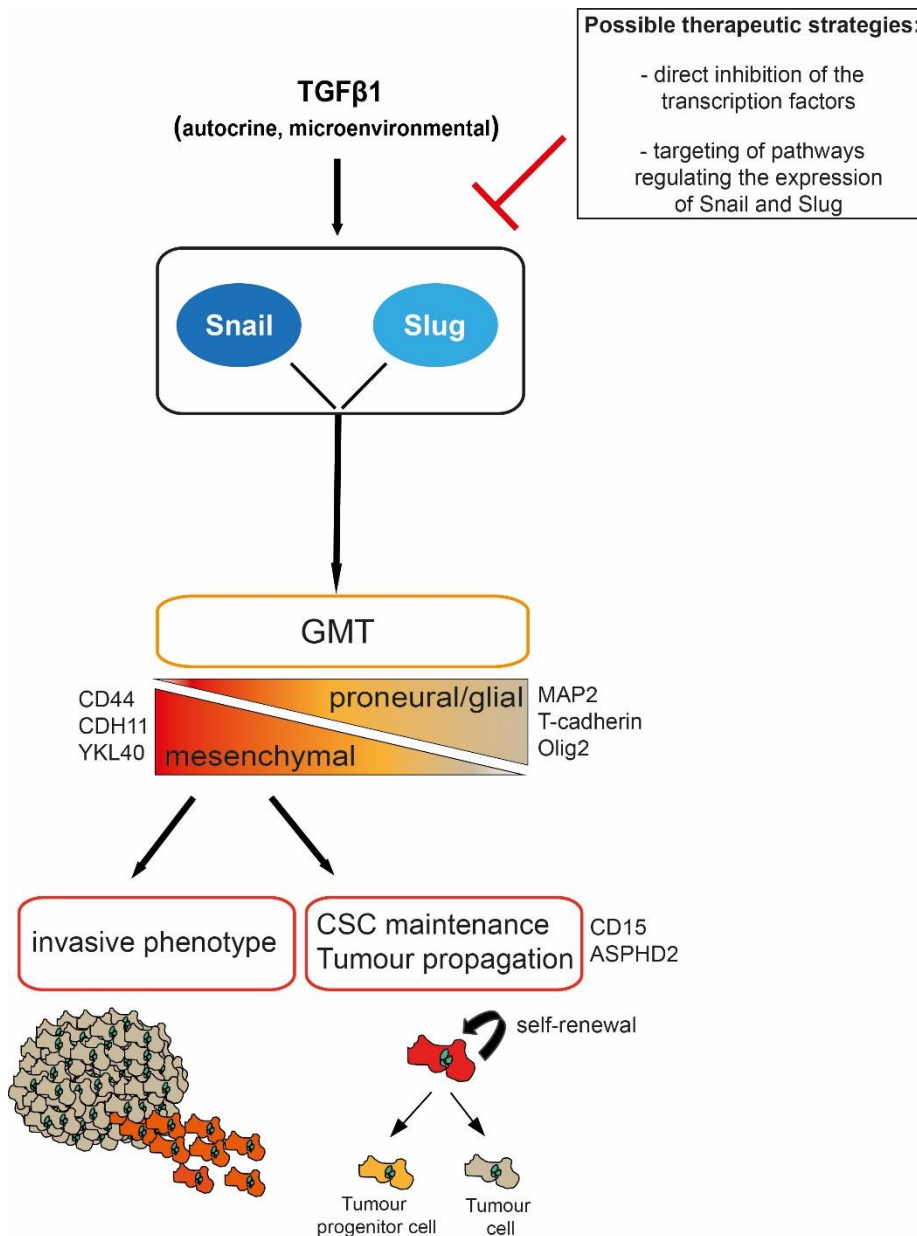 Possible therapeutic strategies:
- direct inhibition of the
transcription factors
- targeting of pathways
regulating the expression
of Snail and Slug
TGFβ1
(autocrine, microenvironmental)
Snail
Slug
GMT
CD44
CDH11
YKL40
proneural/glial
mesenchymal
MAP2
T-cadherin
Olig2
invasive phenotype
CSC maintenance
Tumour propagation
CD15
ASPHD2
self-renewal
Tumour
progenitor cell
Tumour
cell